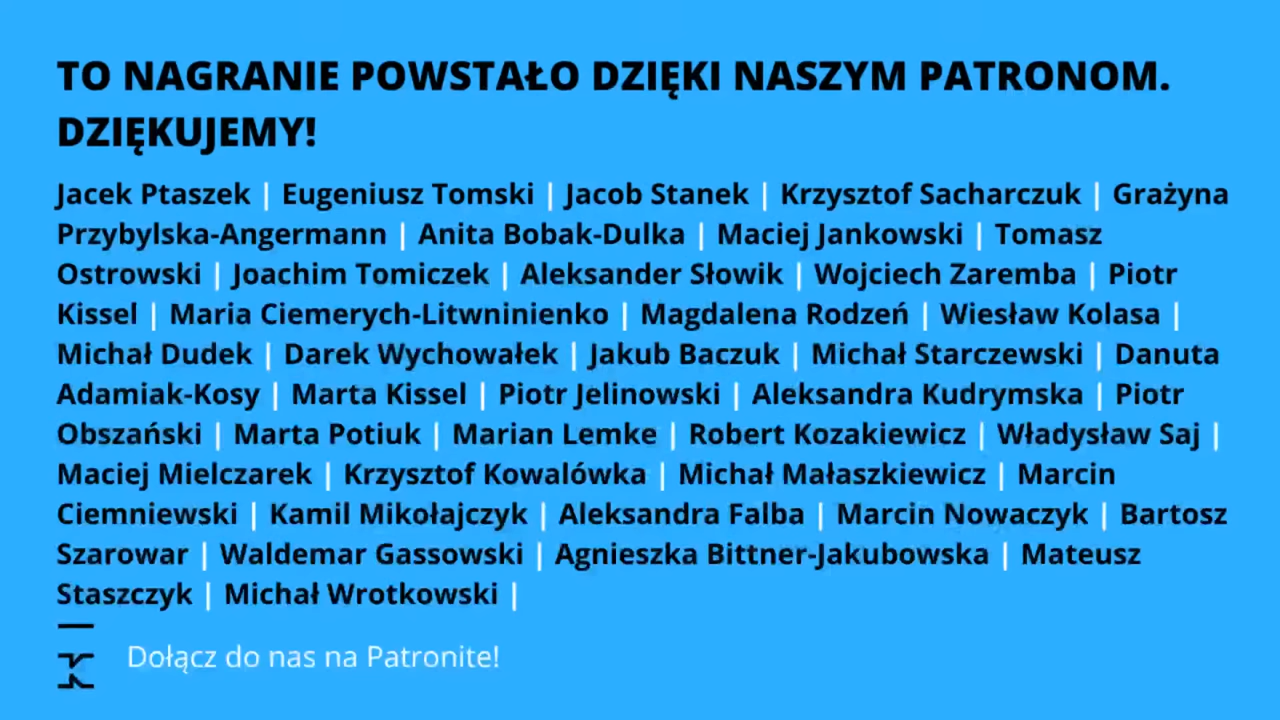 TO NAGRANIE POWSTAŁO DZIĘKI NASZYM PATRONOM.
DZIĘKUJEMY!
Jacek Ptaszek | Eugeniusz Tomski | Jacob Stanek | Krzysztof Sacharczuk | Grażyna
Przybylska-Angermann | Anita Bobak-Dulka | Maciej Jankowski | Tomasz
Ostrowski | Joachim Tomiczek | Aleksander Słowik | Wojciech Zaremba | Piotr
Kissel | Maria Ciemerych-Litwninienko | Magdalena Rodzeń | Wiesław Kolasa |
Michał Dudek | Darek Wychowałek | Jakub Baczuk | Michał Starczewski | Danuta
Adamiak-Kosy | Marta Kissel | Piotr Jelinowski | Aleksandra Kudrymska | Piotr
Obszański | Marta Potiuk | Marian Lemke | Robert Kozakiewicz | Władysław Saj |
Maciej Mielczarek | Krzysztof Kowalówka | Michał Małaszkiewicz | Marcin
Ciemniewski | Kamil Mikołajczyk | Aleksandra Falba | Marcin Nowaczyk | Bartosz
Szarowar | Waldemar Gassowski | Agnieszka Bittner-Jakubowska | Mateusz
Staszczyk | Michał Wrotkowski |
Dołącz do nas na Patronite!